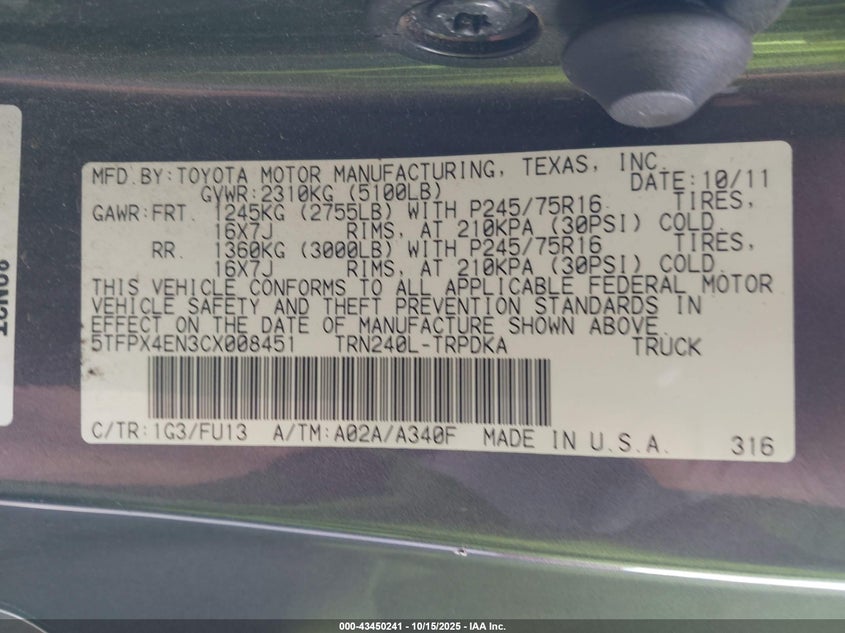 MFD.BY:TOYOTA MOTOR MANUFACTURING, TEXAS, INC.
GVWR:2310KG (5100LB) DATE:10/11
GAWR:FRT. 1245KG (2755LB) WITH P245/75R16 TIRES,
16X7J RIMS, AT 210KPA (30PSI) COLD.
RR. 1360KG (3000LB) WITH P245/75R16 TIRES,
16X7J RIMS, AT 210KPA (30PSI) COLD.
THIS VEHICLE CONFORMS TO ALL APPLICABLE FEDERAL MOTOR
VEHICLE SAFETY AND THEFT PREVENTION STANDARDS IN
EFFECT ON THE DATE OF MANUFACTURE SHOWN ABOVE.
5TFPX4EN3CX008451 TRN240L-TRPDKA TRUCK
C/TR:1G3/FU13 A/TM:A02A/A340F MADE IN U.S.A. 316
000-43450241 - 10/15/2025 - IAA Inc.